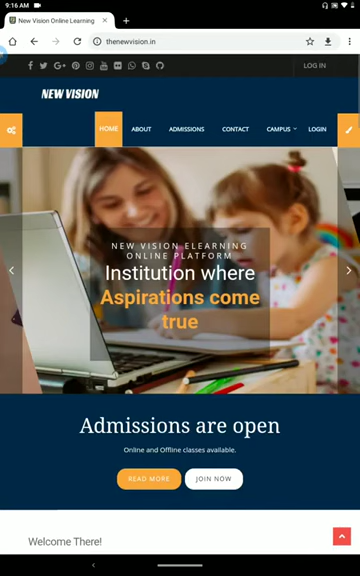 9:16 AM
New Vision Online Learning
thenewvision.in
LOG IN
NEW VISION
HOME ABOUT ADMISSIONS CONTACT CAMPUS LOGIN
NEW VISION ELEARNING
ONLINE PLATFORM
Institution where
Aspirations come
true
Admissions are open
Online and Offline classes available.
READ MORE JOIN NOW
Welcome There!